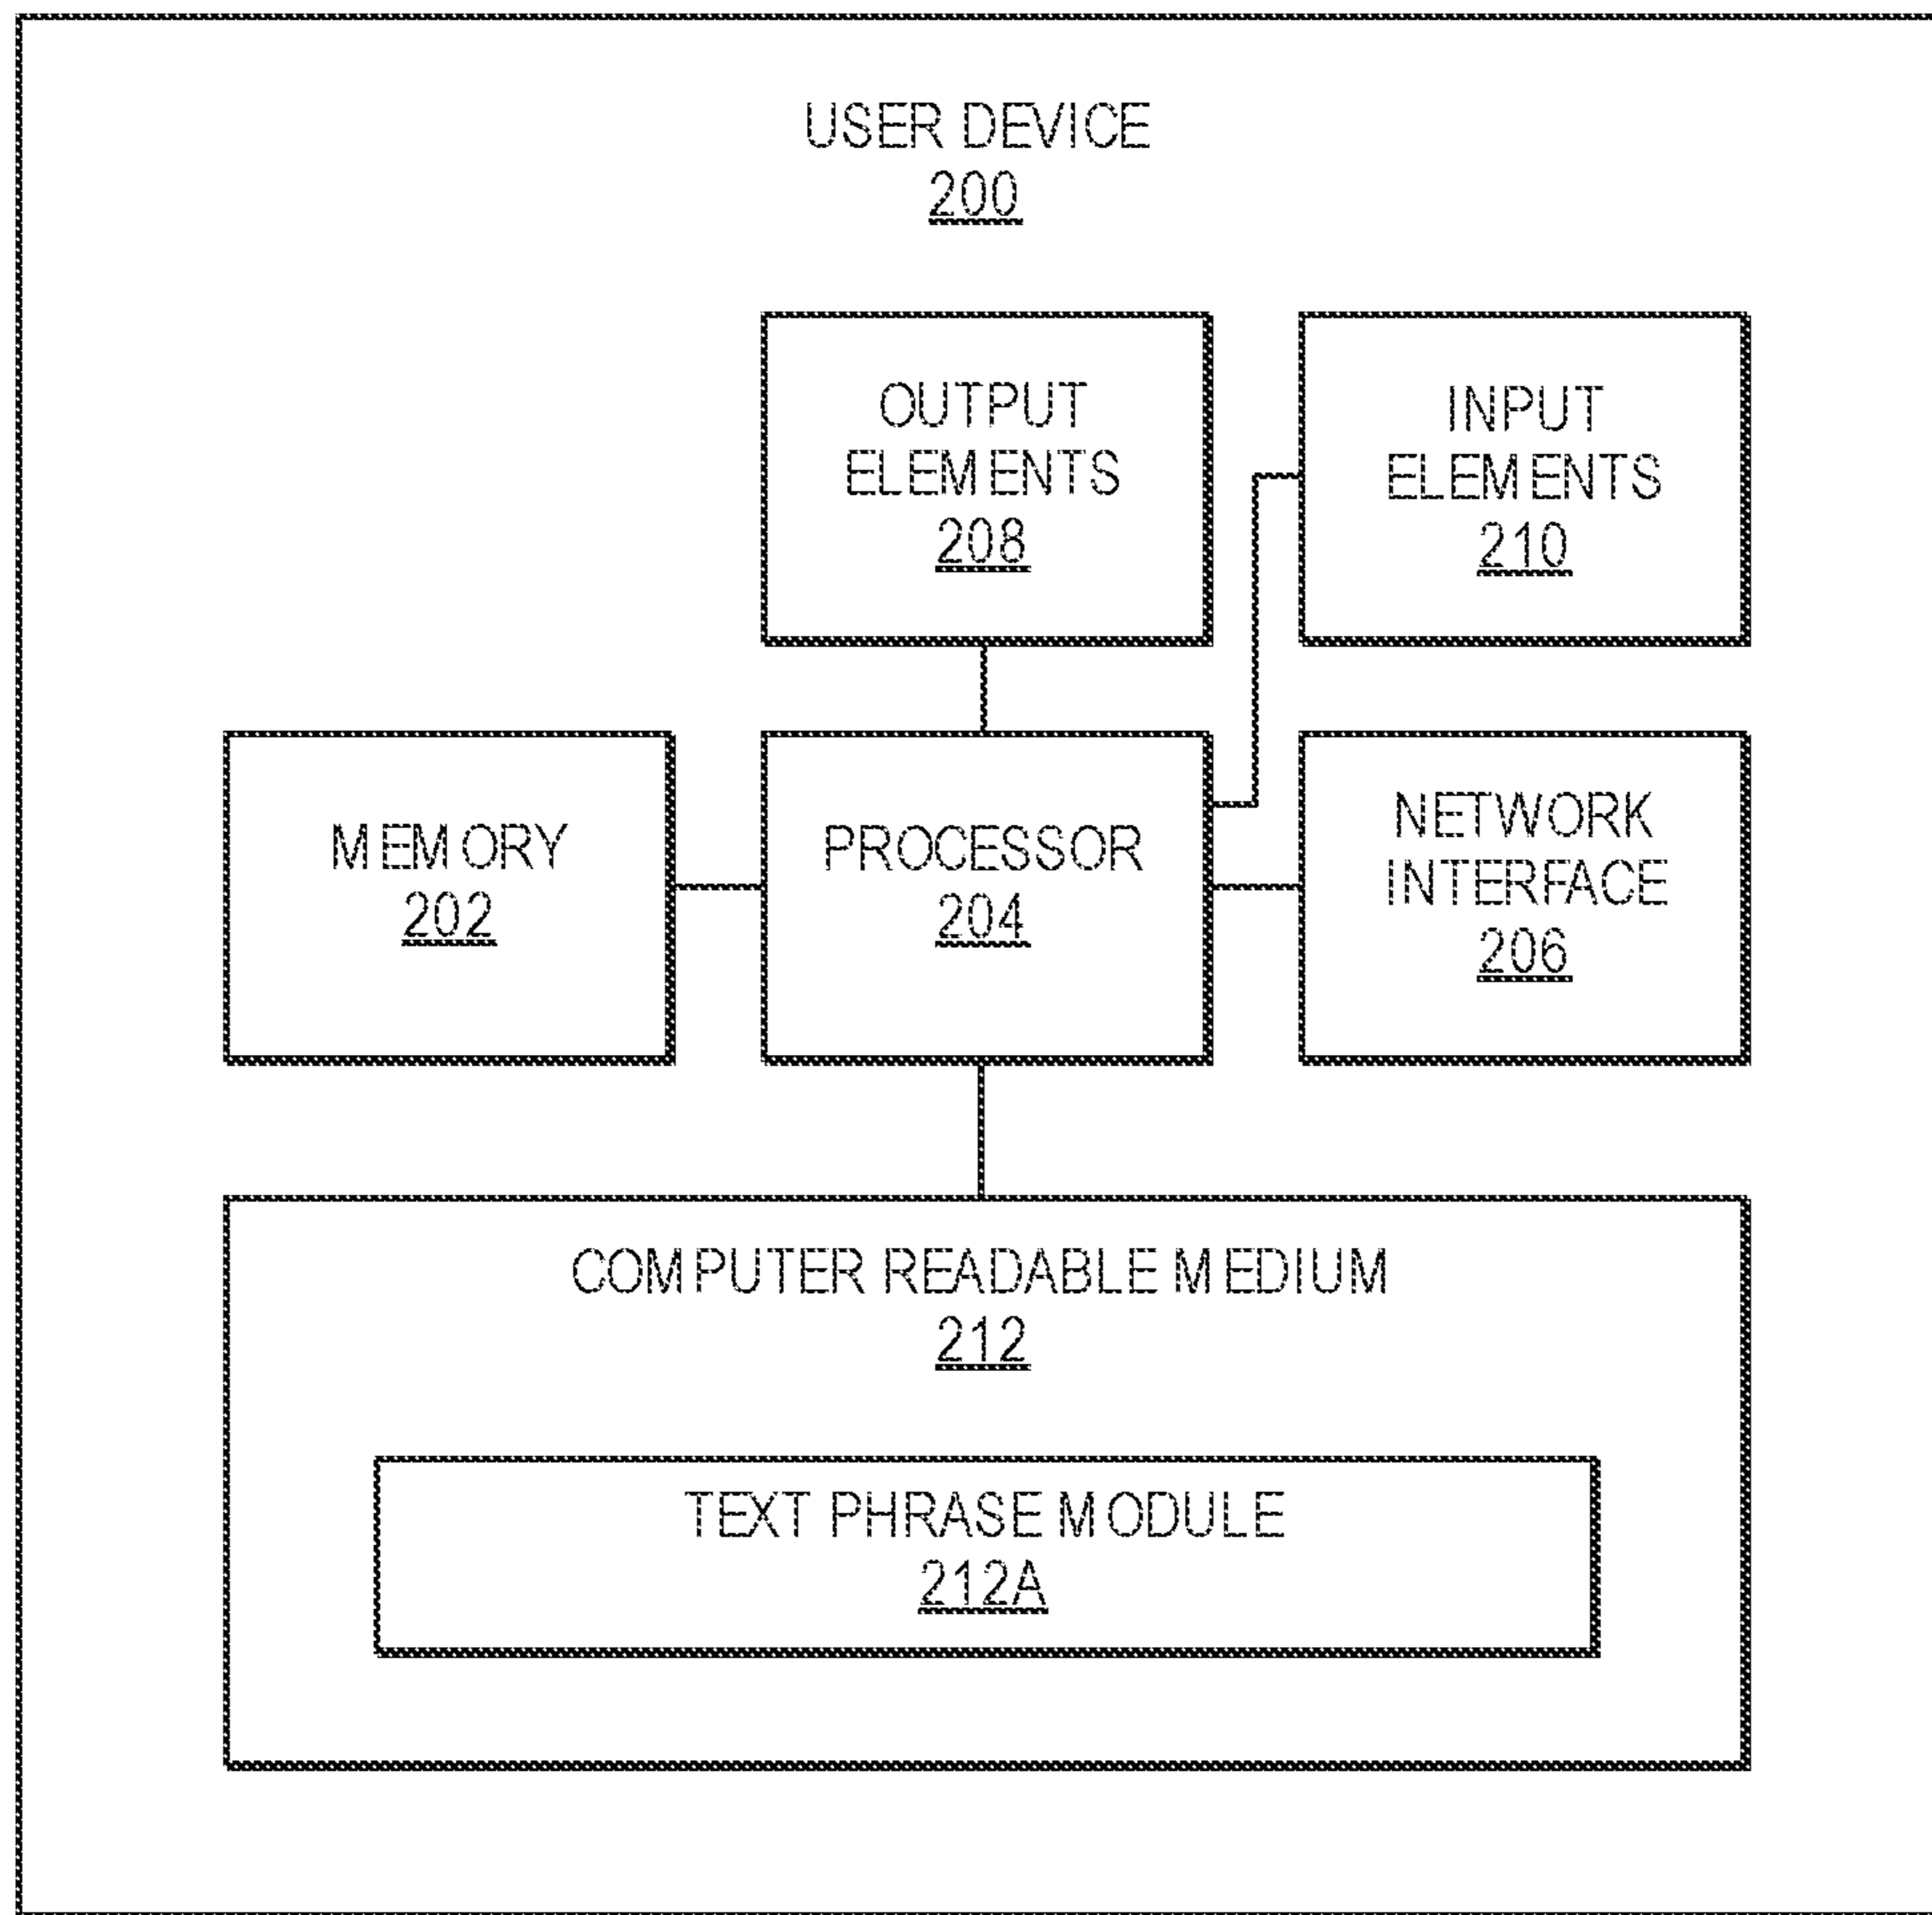 USER DEVICE
200
OUTPUT
ELEMENTS
208
INPUT
ELEMENTS
210
MEMORY
202
PROCESSOR
204
NETWORK
INTERFACE
206
COMPUTER READABLE MEDIUM
212
TEXT PHRASE MODULE
212A